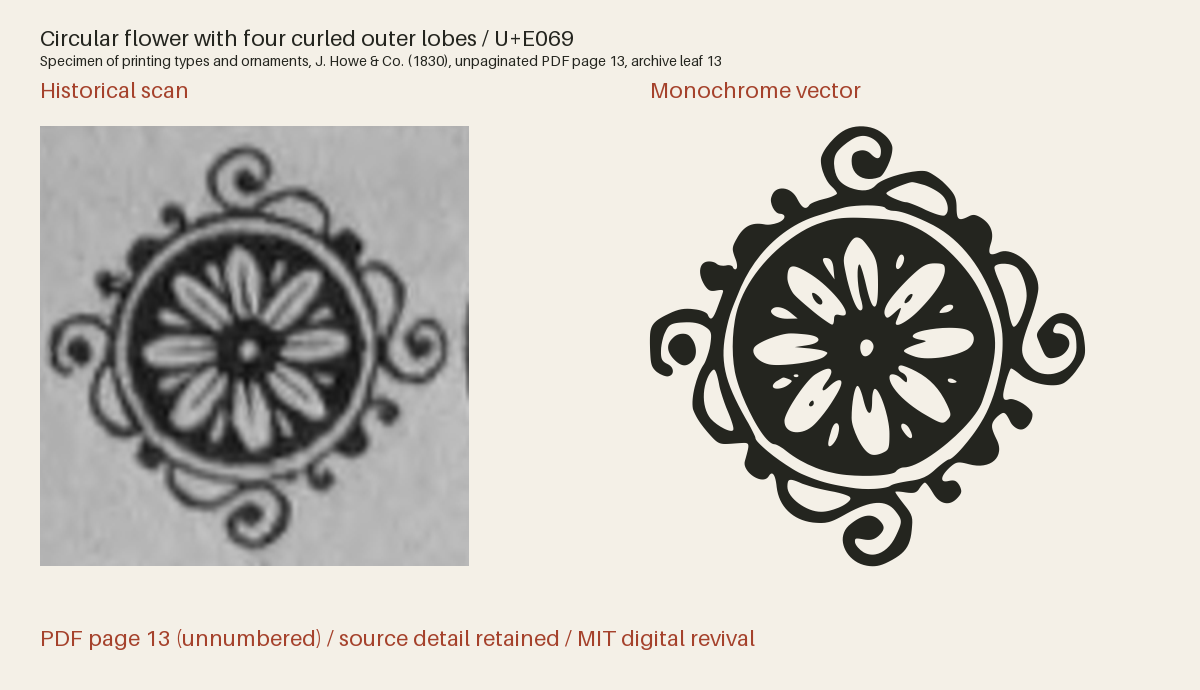 Circular flower with four curled outer lobes / U+E069
Specimen of printing types and ornaments, J. Howe & Co. (1830), unpaginated PDF page 13, archive leaf 13
Historical scan
Monochrome vector
PDF page 13 (unnumbered) / source detail retained / MIT digital revival